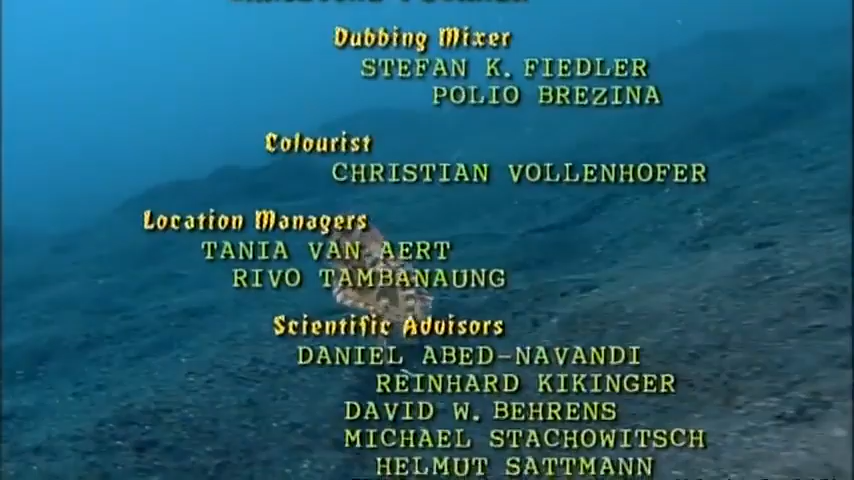 Dubbing Mixer
STEFAN K. FIEDLER
POLIO BREZINA
Colourist
CHRISTIAN VOLLENHOFER
Location Managers
TANIA VAN AERT
RIVO TAMBANAUNG
Scientific Advisors
DANIEL ABED-NAVANDI
REINHARD KIKINGER
DAVID W. BEHRENS
MICHAEL STACHOWITSCH
HELMUT SATTMANN